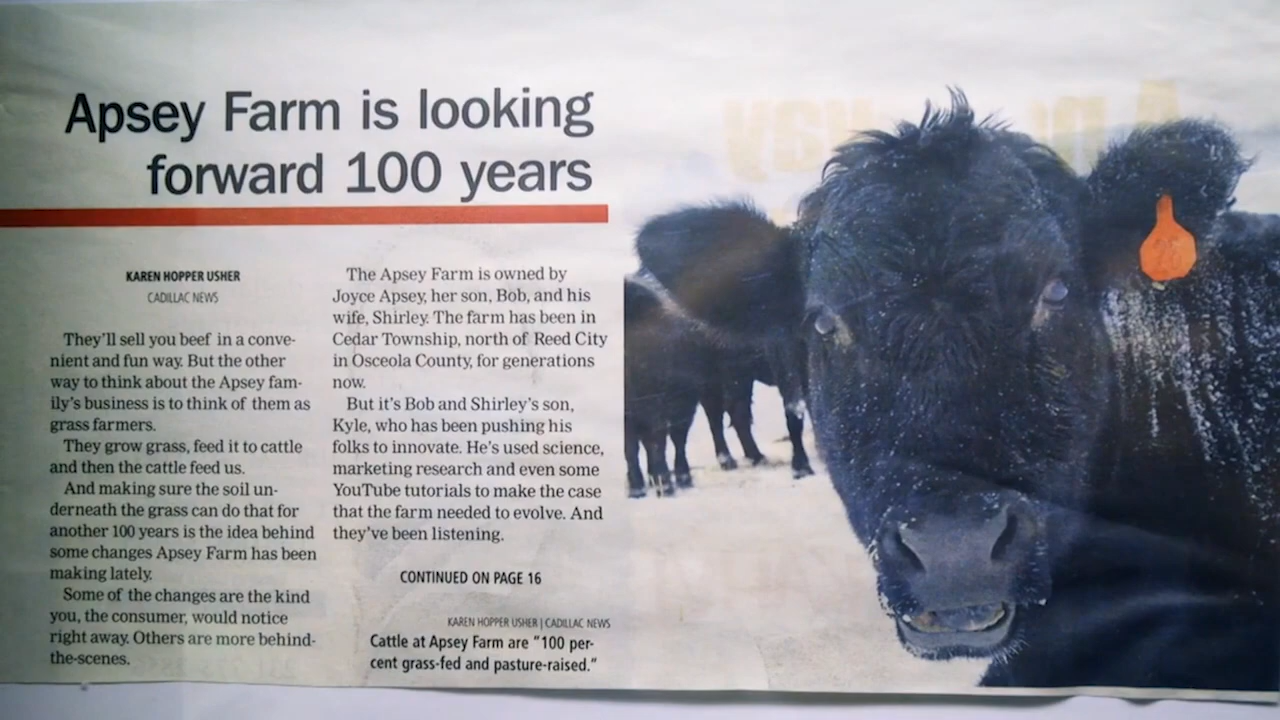 Apsey Farm is looking
forward 100 years
KAREN HOPPER USHER
CADILLAC NEWS
They'll sell you beef in a conve-
nient and fun way. But the other
way to think about the Apsey fam-
ily's business is to think of them as
grass farmers.
They grow grass, feed it to cattle
and then the cattle feed us.
And making sure the soil un-
derneath the grass can do that for
another 100 years is the idea behind
some changes Apsey Farm has been
making lately.
Some of the changes are the kind
you, the consumer, would notice
right away. Others are more behind-
the-scenes.
The Apsey Farm is owned by
Joyce Apsey, her son, Bob, and his
wife, Shirley. The farm has been in
Cedar Township, north of Reed City
in Osceola County, for generations
now.
But it's Bob and Shirley's son,
Kyle, who has been pushing his
folks to innovate. He's used science,
marketing research and even some
YouTube tutorials to make the case
that the farm needed to evolve. And
they've been listening.
CONTINUED ON PAGE 16
KAREN HOPPER USHER | CADILLAC NEWS
Cattle at Apsey Farm are "100 per-
cent grass-fed and pasture-raised."